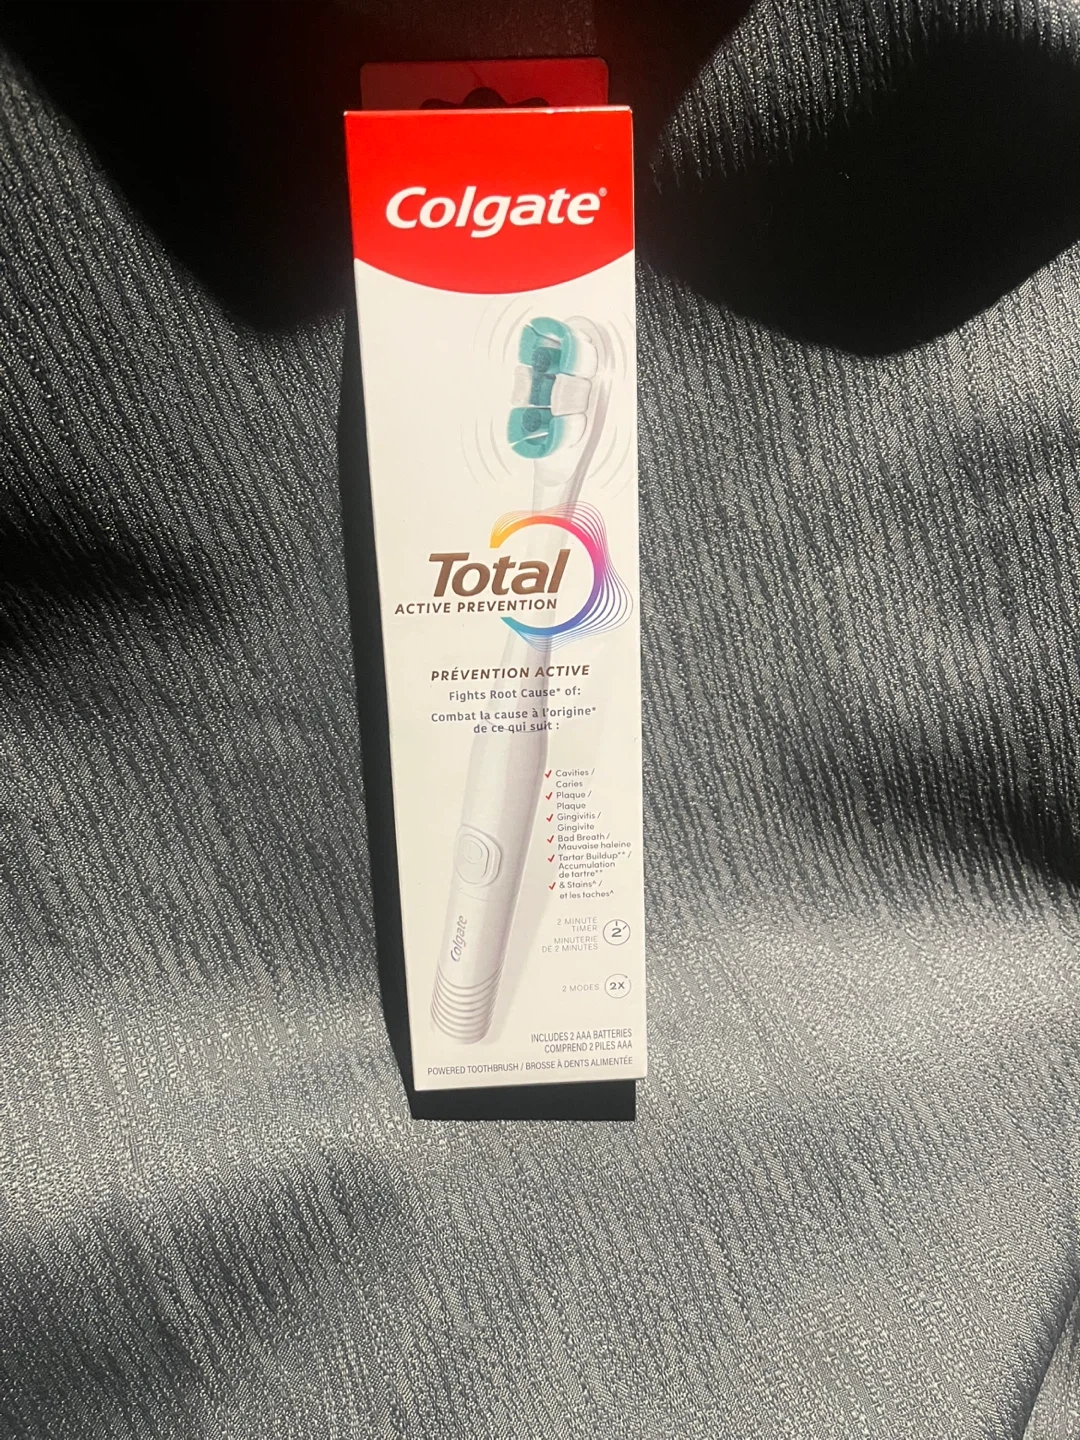 Colgate®
Total
ACTIVE PREVENTION
PRÉVENTION ACTIVE
Fights Root Cause* of:
Combat la cause à l'origine*
de ce qui suit :
✓ Cavities /
Caries
✓ Plaque /
Plaque
✓ Gingivitis /
Gingivite
✓ Bad Breath /
Mauvaise haleine
✓ Tartar Buildup** /
Accumulation
de tartre**
✓ & Stains^ /
et les taches^
Colgate
2 MINUTE
TIMER
MINUTERIE
DE 2 MINUTES
2
2 MODES 2X
INCLUDES 2 AAA BATTERIES
COMPREND 2 PILES AAA
POWERED TOOTHBRUSH / BROSSE À DENTS ALIMENTÉE